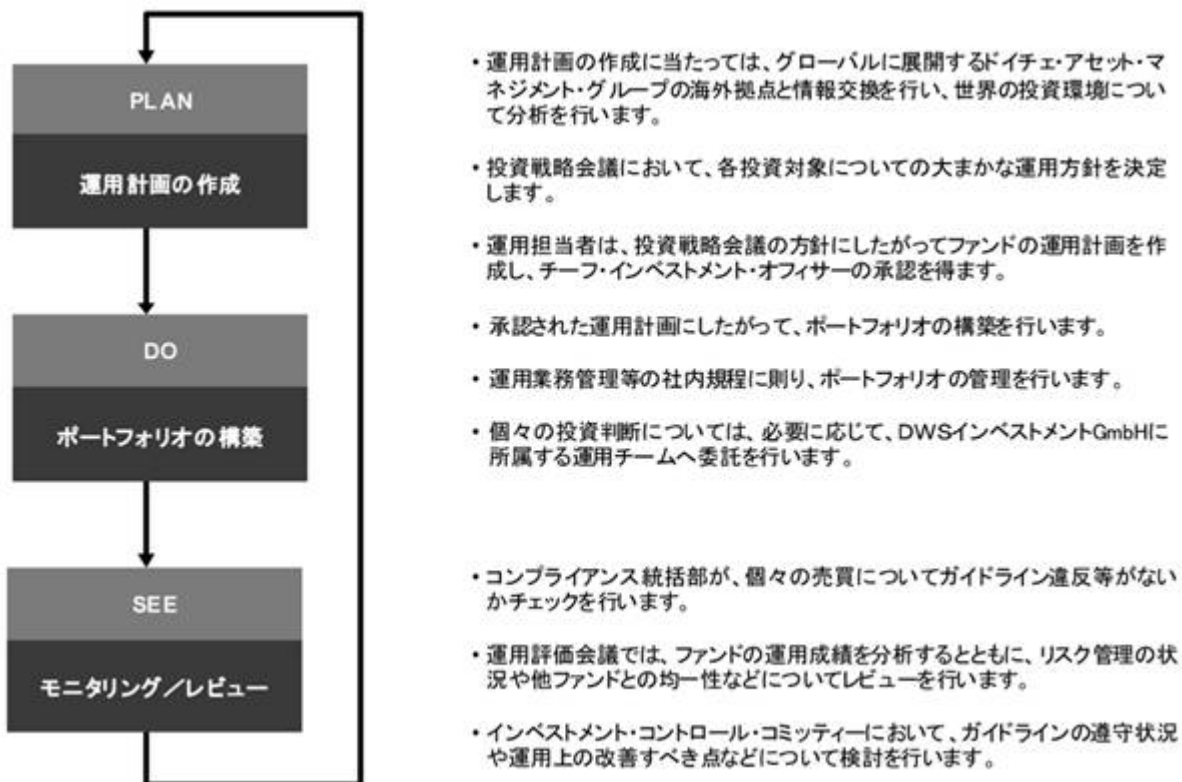 PLAN
運用計画の作成
・運用計画の作成に当たっては、グローバルに展開するドイチェ・アセット・マ
ネジメント・グループの海外拠点と情報交換を行い、世界の投資環境につい
て分析を行います。
・投資戦略会議において、各投資対象についての大まかな運用方針を決定
します。
・運用担当者は、投資戦略会議の方針にしたがってファンドの運用計画を作
成し、チーフ・インベストメント・オフィサーの承認を得ます。
DO
ポートフォリオの構築
・承認された運用計画にしたがって、ポートフォリオの構築を行います。
・運用業務管理等の社内規程に則り、ポートフォリオの管理を行います。
・個々の投資判断については、必要に応じて、DWSインベストメントGmbHに
所属する運用チームへ委託を行います。
SEE
モニタリング／レビュー
・コンプライアンス統括部が、個々の売買についてガイドライン違反等がない
かチェックを行います。
・運用評価会議では、ファンドの運用成績を分析するとともに、リスク管理の状
況や他ファンドとの均一性などについてレビューを行います。
・インベストメント・コントロール・コミッティーにおいて、ガイドラインの遵守状況
や運用上の改善すべき点などについて検討を行います。